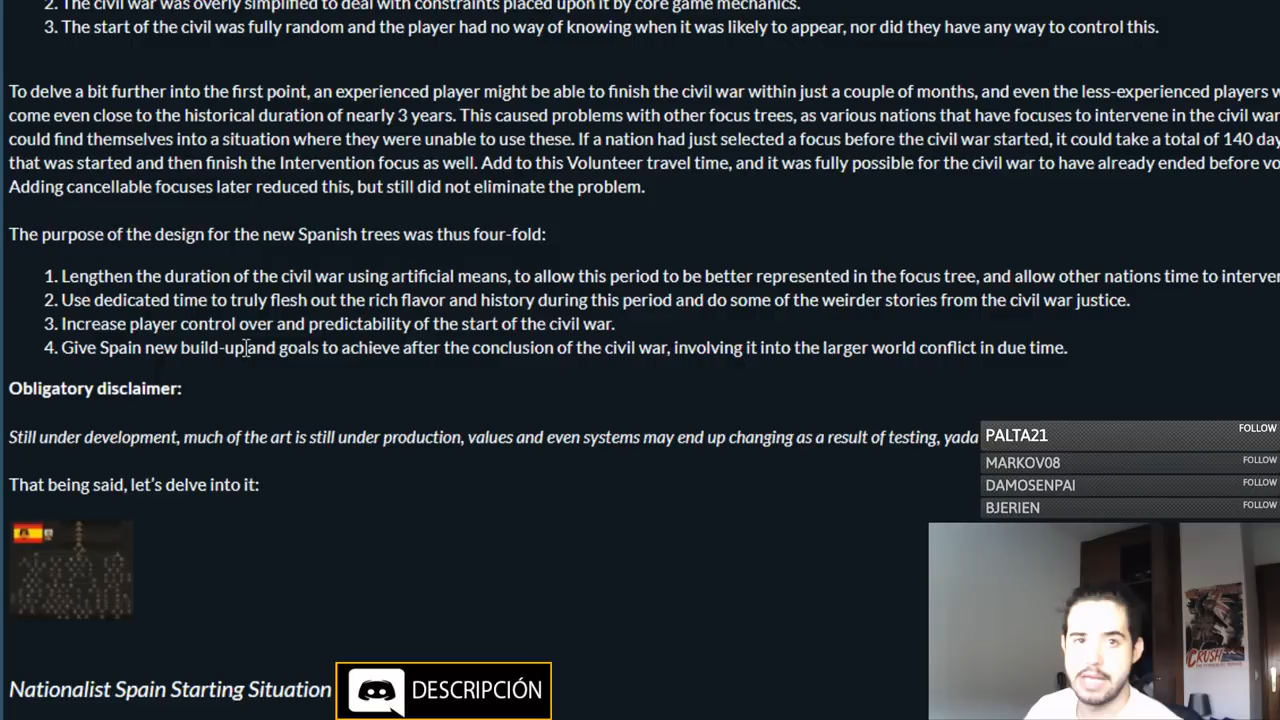 2. The civil war was overly simplified to deal with constraints placed upon it by core game mechanics.
3. The start of the civil was fully random and the player had no way of knowing when it was likely to appear, nor did they have any way to control this.
To delve a bit further into the first point, an experienced player might be able to finish the civil war within just a couple of months, and even the less-experienced players
come even close to the historical duration of nearly 3 years. This caused problems with other focus trees, as various nations that have focuses to intervene in the civil war
could find themselves into a situation where they were unable to use these. If a nation had just selected a focus before the civil war started, it could take a total of 140
that was started and then finish the Intervention focus as well. Add to this Volunteer travel time, and it was fully possible for the civil war to have already ended before
Adding cancellable focuses later reduced this, but still did not eliminate the problem.
The purpose of the design for the new Spanish trees was thus four-fold:
1. Lengthen the duration of the civil war using artificial means, to allow this period to be better represented in the focus tree, and allow other nations time to
2. Use dedicated time to truly flesh out the rich flavor and history during this period and do some of the weirder stories from the civil war justice.
3. Increase player control over and predictability of the start of the civil war.
4. Give Spain new build-up and goals to achieve after the conclusion of the civil war, involving it into the larger world conflict in due time.
Obligatory disclaimer:
Still under development, much of the art is still under production, values and even systems may end up changing as a result of testing, yada
PALTA21 FOLLOW
MARKOV08 FOLLOW
That being said, let's delve into it:
DAMOSENPAI FOLLOW
BJERIEN FOLLOW
CRUSH
Nationalist Spain Starting Situation
DESCRIPCIÓN